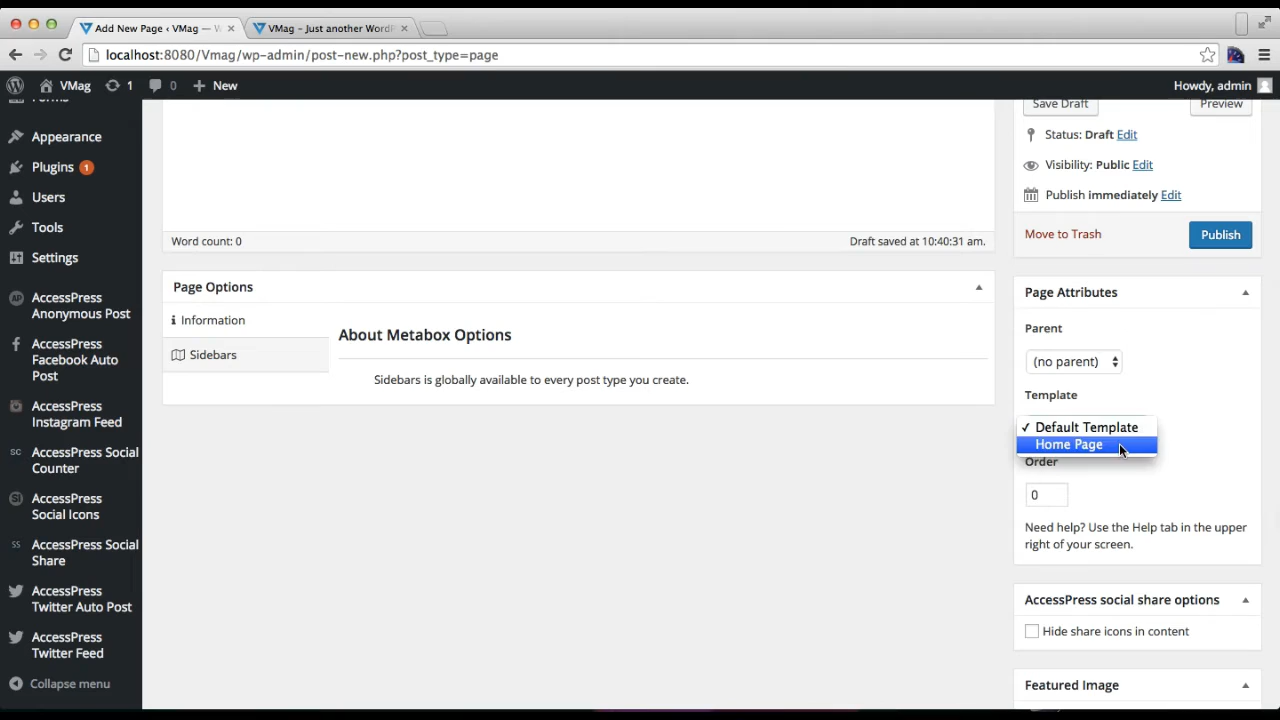 Add New Page ‹ VMag — W
VMag – Just another WordPr
localhost:8080/Vmag/wp-admin/post-new.php?post_type=page
VMag
1
0
New
Howdy, admin
Forms
Appearance
Plugins 1
Users
Tools
Settings
AP AccessPress
Anonymous Post
AccessPress
Facebook Auto
Post
AccessPress
Instagram Feed
SC AccessPress Social
Counter
SI AccessPress
Social Icons
SS AccessPress Social
Share
AccessPress
Twitter Auto Post
AccessPress
Twitter Feed
Collapse menu
Word count: 0
Draft saved at 10:40:31 am.
Page Options
Information
Sidebars
About Metabox Options
Sidebars is globally available to every post type you create.
Save Draft
Preview
Status: Draft Edit
Visibility: Public Edit
Publish immediately Edit
Move to Trash
Publish
Page Attributes
Parent
(no parent)
Template
✓ Default Template
Home Page
Order
0
Need help? Use the Help tab in the upper
right of your screen.
AccessPress social share options
Hide share icons in content
Featured Image